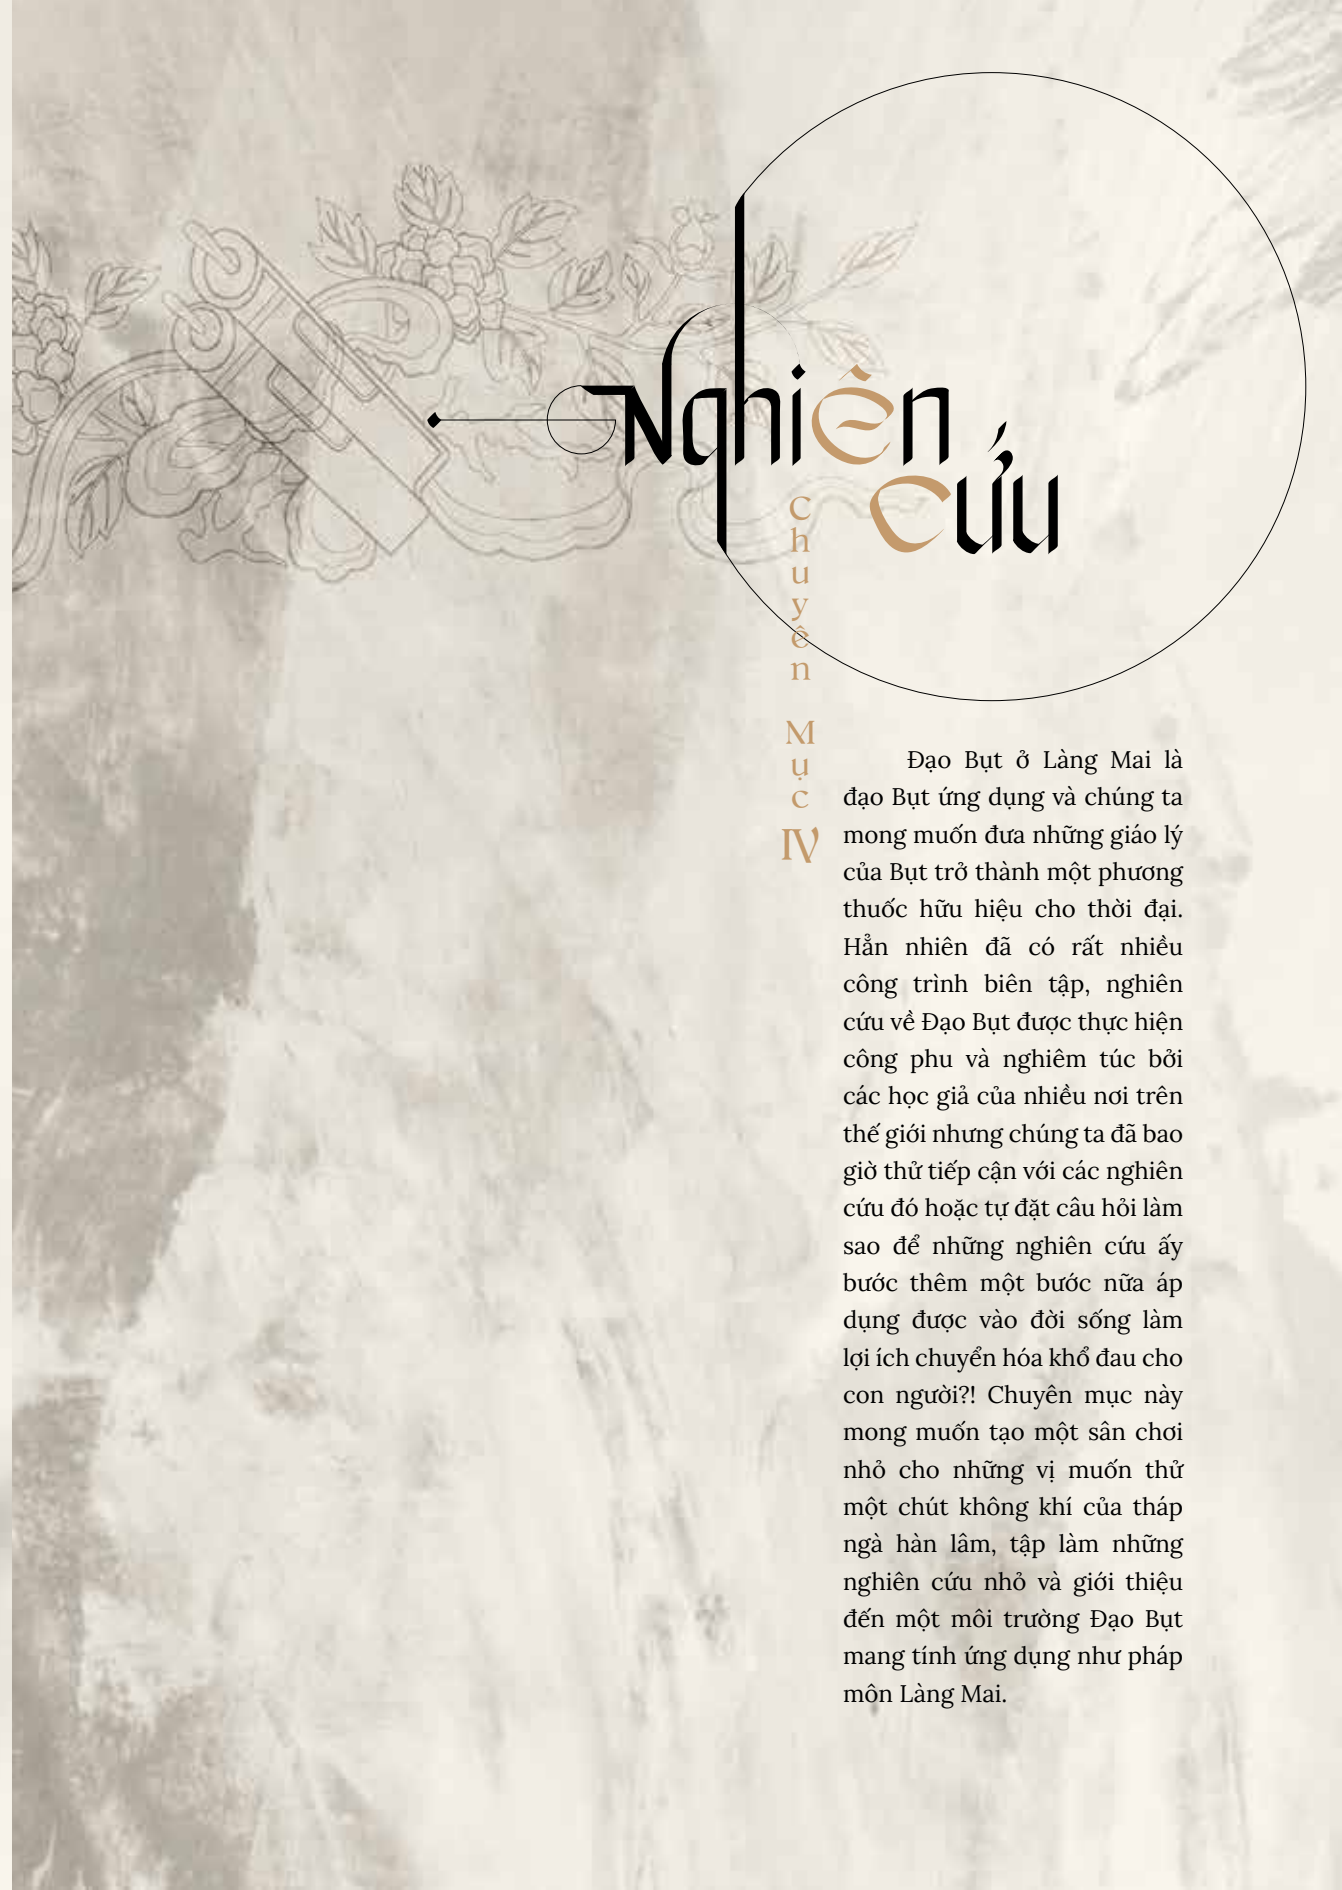 Nghiên
Cứu
Chuyên Mục IV
Đạo Bụt ở Làng Mai là
đạo Bụt ứng dụng và chúng ta
mong muốn đưa những giáo lý
của Bụt trở thành một phương
thuốc hữu hiệu cho thời đại.
Hẳn nhiên đã có rất nhiều
công trình biên tập, nghiên
cứu về Đạo Bụt được thực hiện
công phu và nghiêm túc bởi
các học giả của nhiều nơi trên
thế giới nhưng chúng ta đã bao
giờ thử tiếp cận với các nghiên
cứu đó hoặc tự đặt câu hỏi làm
sao để những nghiên cứu ấy
bước thêm một bước nữa áp
dụng được vào đời sống làm
lợi ích chuyển hóa khổ đau cho
con người?! Chuyên mục này
mong muốn tạo một sân chơi
nhỏ cho những vị muốn thử
một chút không khí của tháp
ngà hàn lâm, tập làm những
nghiên cứu nhỏ và giới thiệu
đến một môi trường Đạo Bụt
mang tính ứng dụng như pháp
môn Làng Mai.